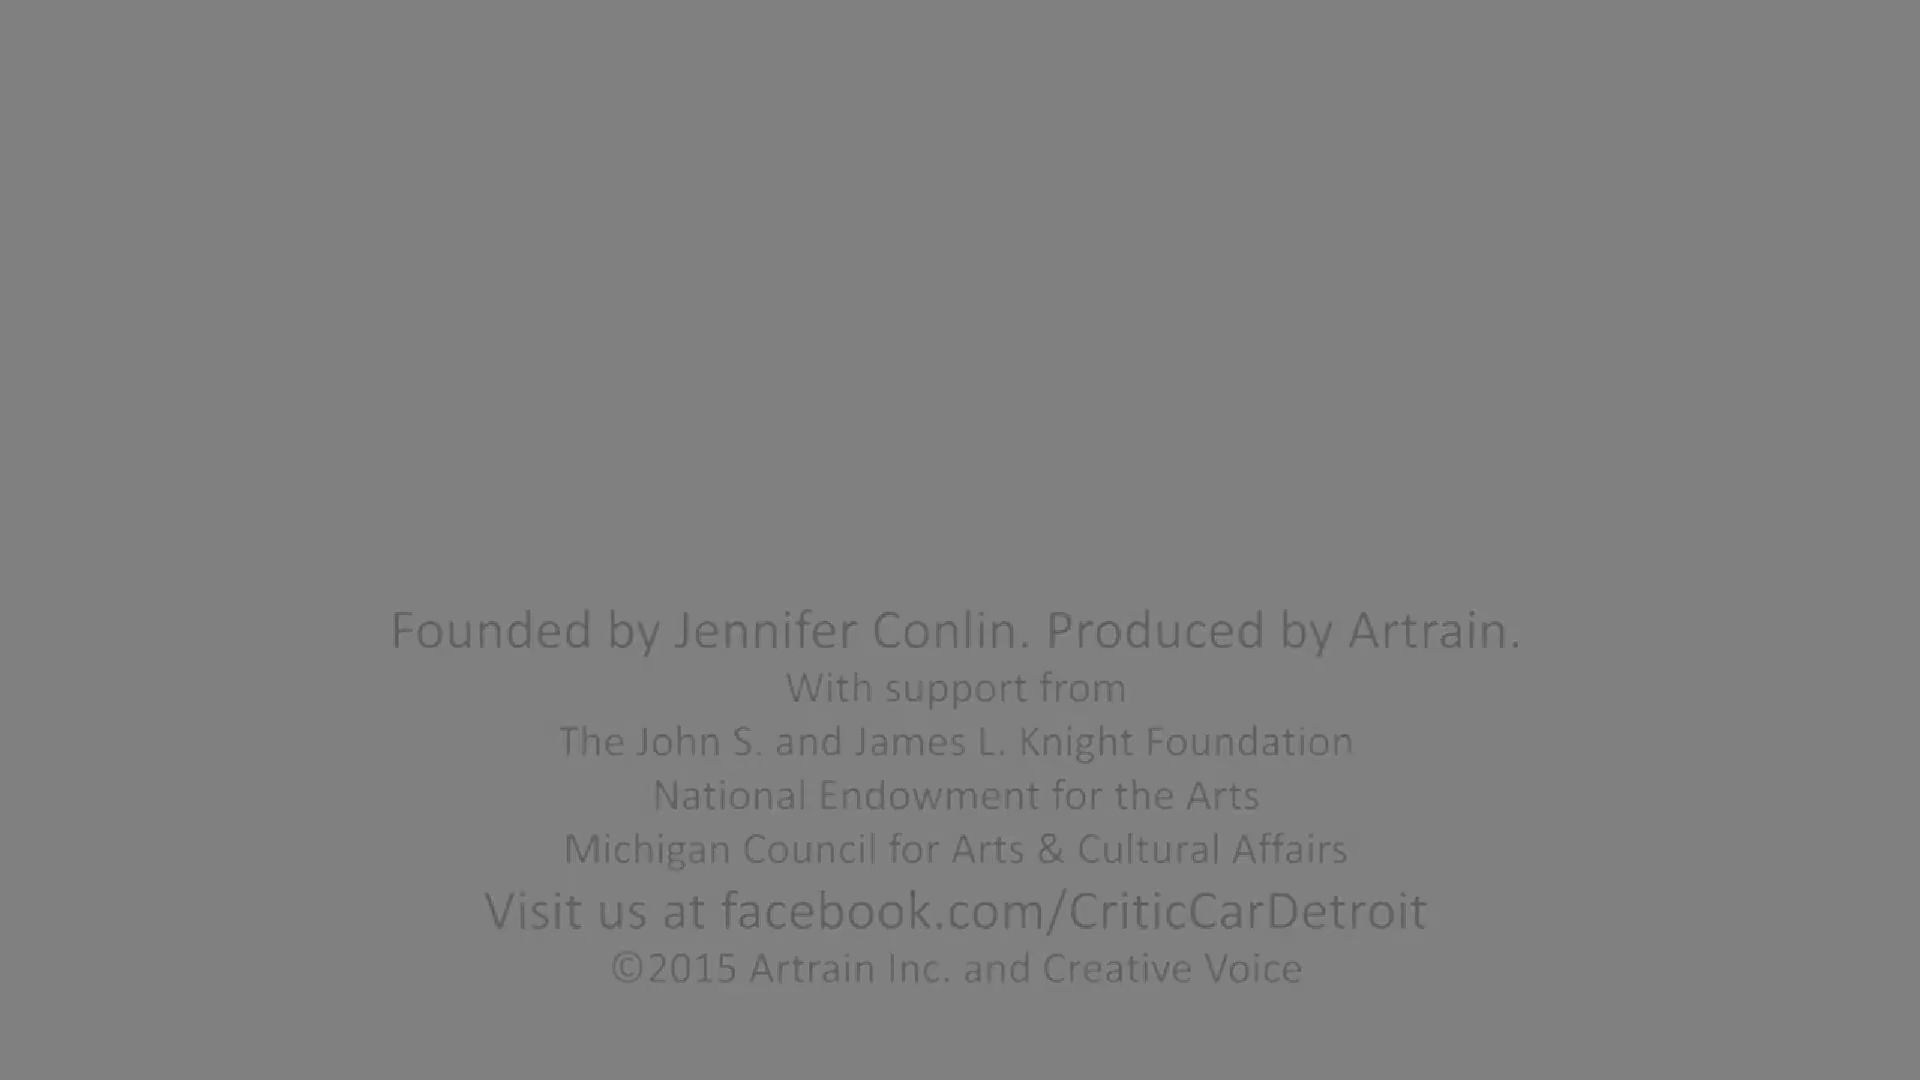 Founded by Jennifer Conlin. Produced by Artrain.
With support from
The John S. and James L. Knight Foundation
National Endowment for the Arts
Michigan Council for Arts & Cultural Affairs
Visit us at facebook.com/CriticCarDetroit
©2015 Artrain Inc. and Creative Voice